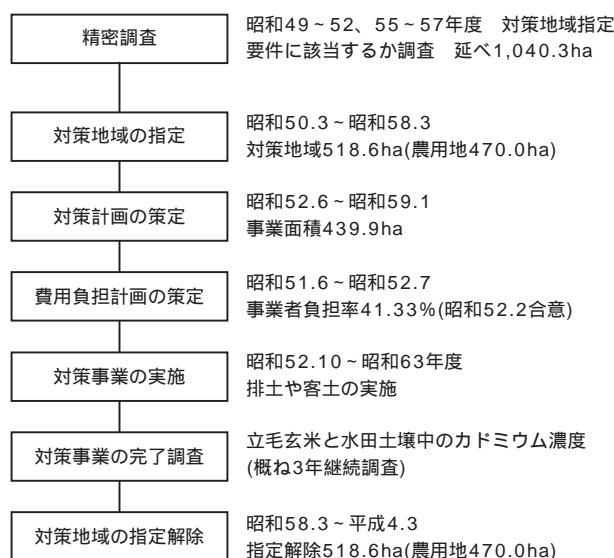 精密調査
昭和49～52、55～57年度　対策地域指定
要件に該当するか調査　延べ1,040.3ha
対策地域の指定
昭和50.3～昭和58.3
対策地域518.6ha(農用地470.0ha)
対策計画の策定
昭和52.6～昭和59.1
事業面積439.9ha
費用負担計画の策定
昭和51.6～昭和52.7
事業者負担率41.33%(昭和52.2合意)
対策事業の実施
昭和52.10～昭和63年度
排土や客土の実施
対策事業の完了調査
立毛玄米と水田土壌中のカドミウム濃度
(概ね3年継続調査)
対策地域の指定解除
昭和58.3～平成4.3
指定解除518.6ha(農用地470.0ha)